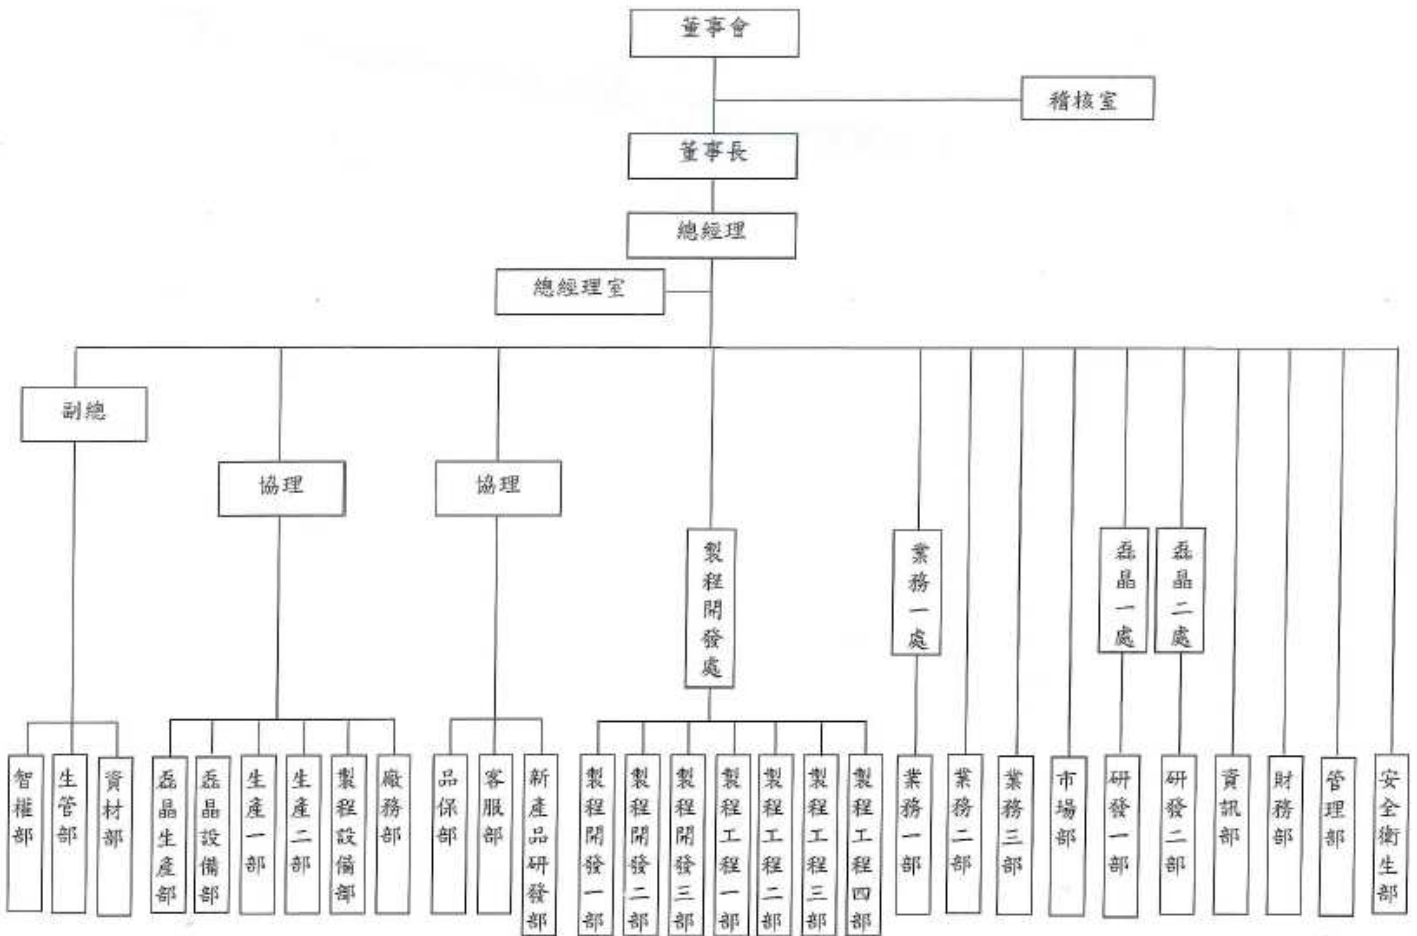 董事會
稽核室
董事長
總經理
總經理室
副總
協理
協理
製程開發處
業務一處
磊晶一處
磊晶二處
智權部
生管部
資材部
磊晶生產部
磊晶設備部
生產一部
生產二部
製程設備部
廠務部
品保部
客服部
新產品研發部
製程開發一部
製程開發二部
製程開發三部
製程工程一部
製程工程二部
製程工程三部
製程工程四部
業務一部
業務二部
業務三部
市場部
研發一部
研發二部
資訊部
財務部
管理部
安全衛生部